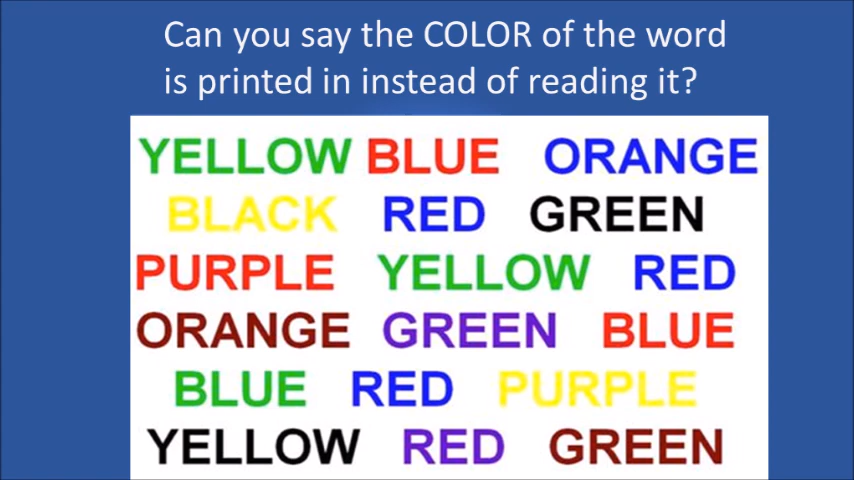 Can you say the COLOR of the word
is printed in instead of reading it?
YELLOW BLUE ORANGE
BLACK RED GREEN
PURPLE YELLOW RED
ORANGE GREEN BLUE
BLUE RED PURPLE
YELLOW RED GREEN